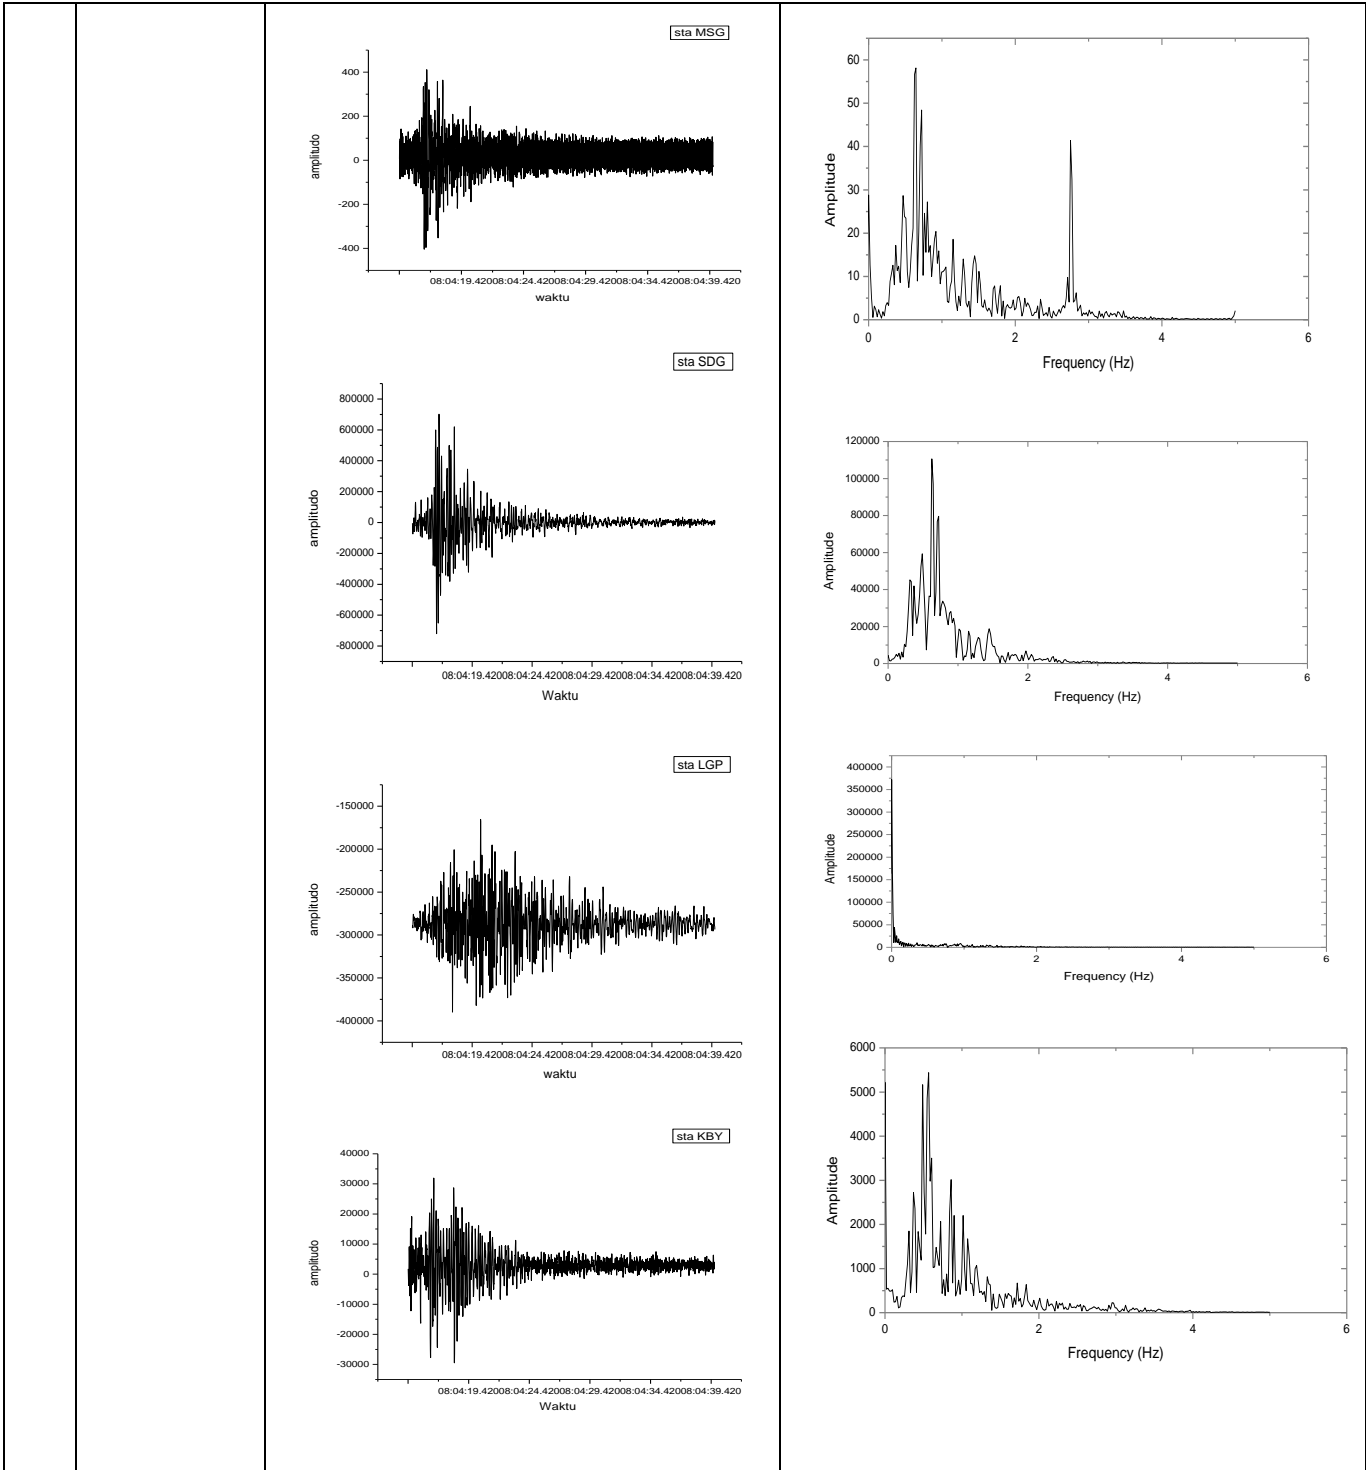 sta MSG
400
200
0
-200
-400
amplitudo
08:04:19.42008:04:24.42008:04:29.42008:04:34.42008:04:39.420
waktu
60
50
40
30
20
10
0
Amplitude
0 2 4 6
Frequency (Hz)
sta SDG
800000
600000
400000
200000
0
-200000
-400000
-600000
-800000
amplitudo
08:04:19.42008:04:24.42008:04:29.42008:04:34.42008:04:39.420
Waktu
120000
100000
80000
60000
40000
20000
0
Amplitude
0 2 4 6
Frequency (Hz)
sta LGP
-150000
-200000
-250000
-300000
-350000
-400000
amplitudo
08:04:19.42008:04:24.42008:04:29.42008:04:34.42008:04:39.420
waktu
400000
350000
300000
250000
200000
150000
100000
50000
0
Amplitude
0 2 4 6
Frequency (Hz)
sta KBY
40000
30000
20000
10000
0
-10000
-20000
-30000
amplitudo
08:04:19.42008:04:24.42008:04:29.42008:04:34.42008:04:39.420
Waktu
6000
5000
4000
3000
2000
1000
0
Amplitude
0 2 4 6
Frequency (Hz)